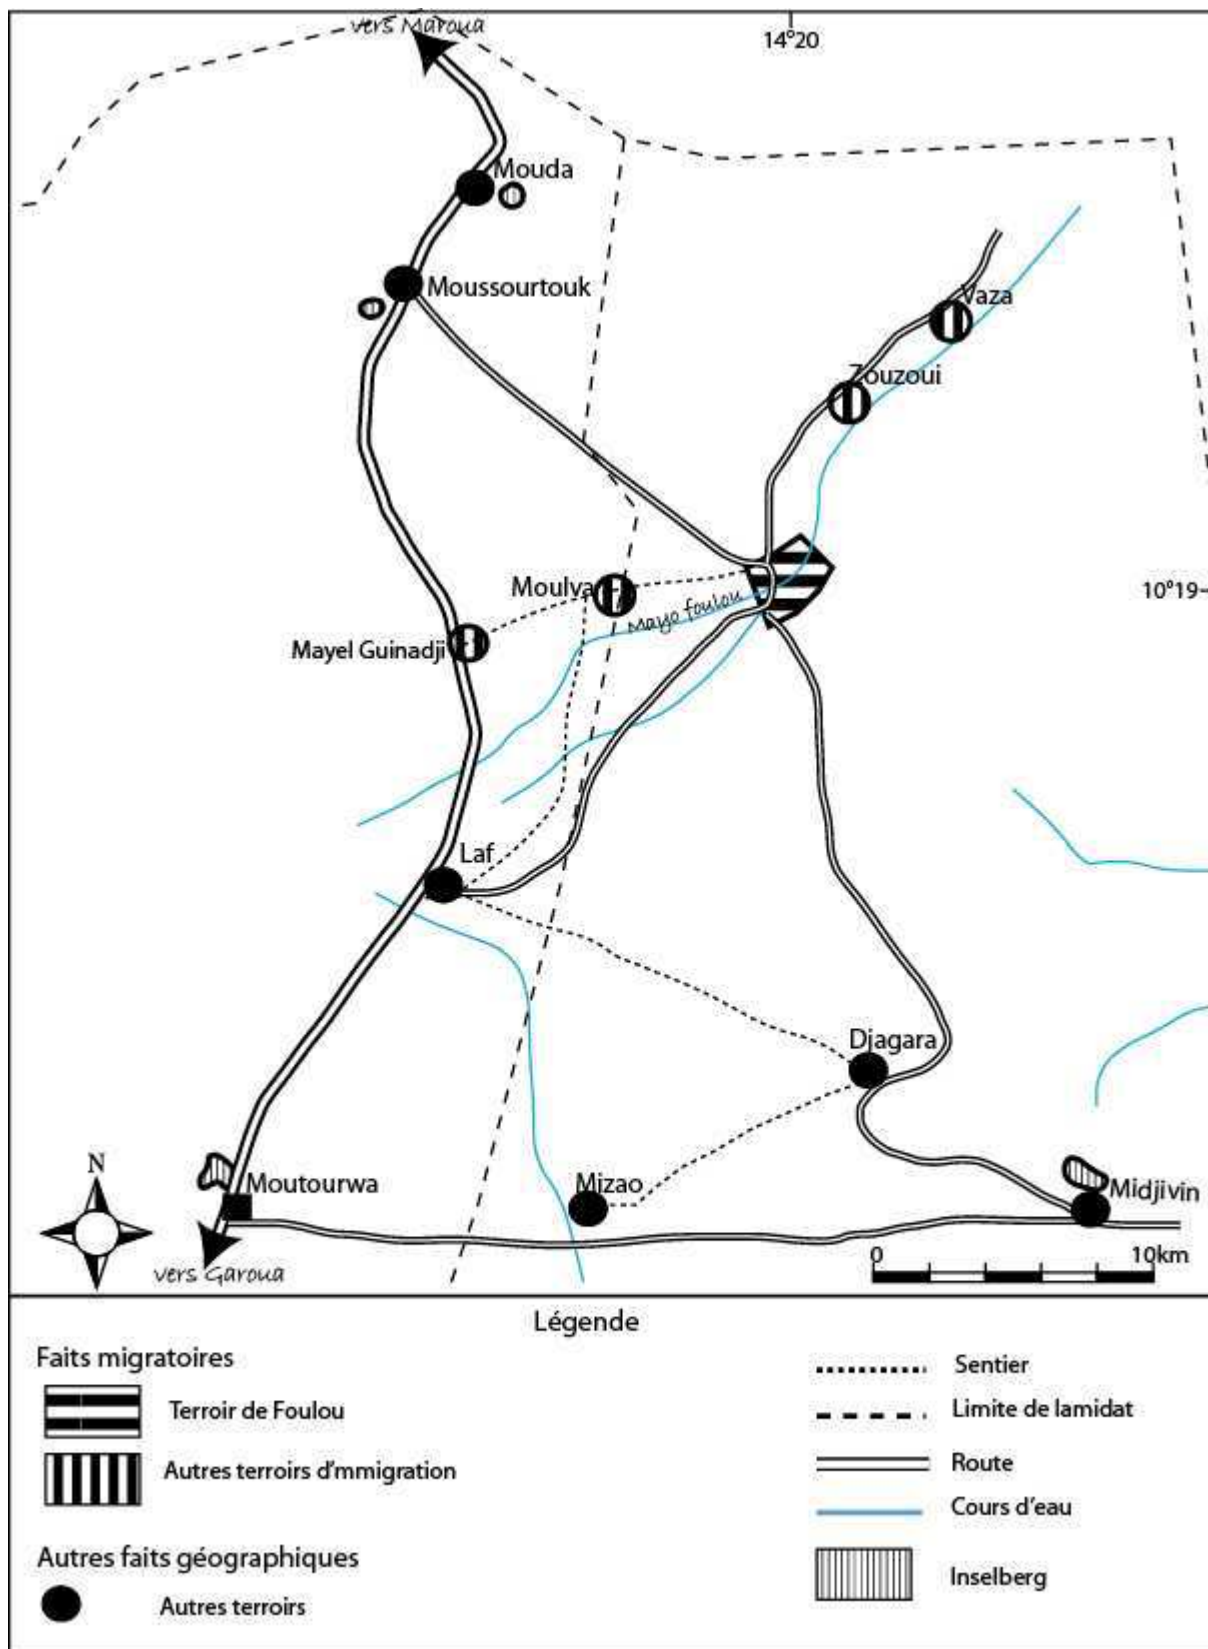 vers Maroua
14°20
Mouda
Moussourtouk
Vaza
Zouzoui
Moulva
10°19
Mayo foulou
Mayel Guinadji
Laf
Djagara
N
Moutourwa
Mizao
Midjivin
vers Garoua
0 10km
Légende
Faits migratoires
Terroir de Foulou
Autres terroirs d'mmigration
Autres faits géographiques
Autres terroirs
Sentier
Limite de lamidat
Route
Cours d'eau
Inselberg